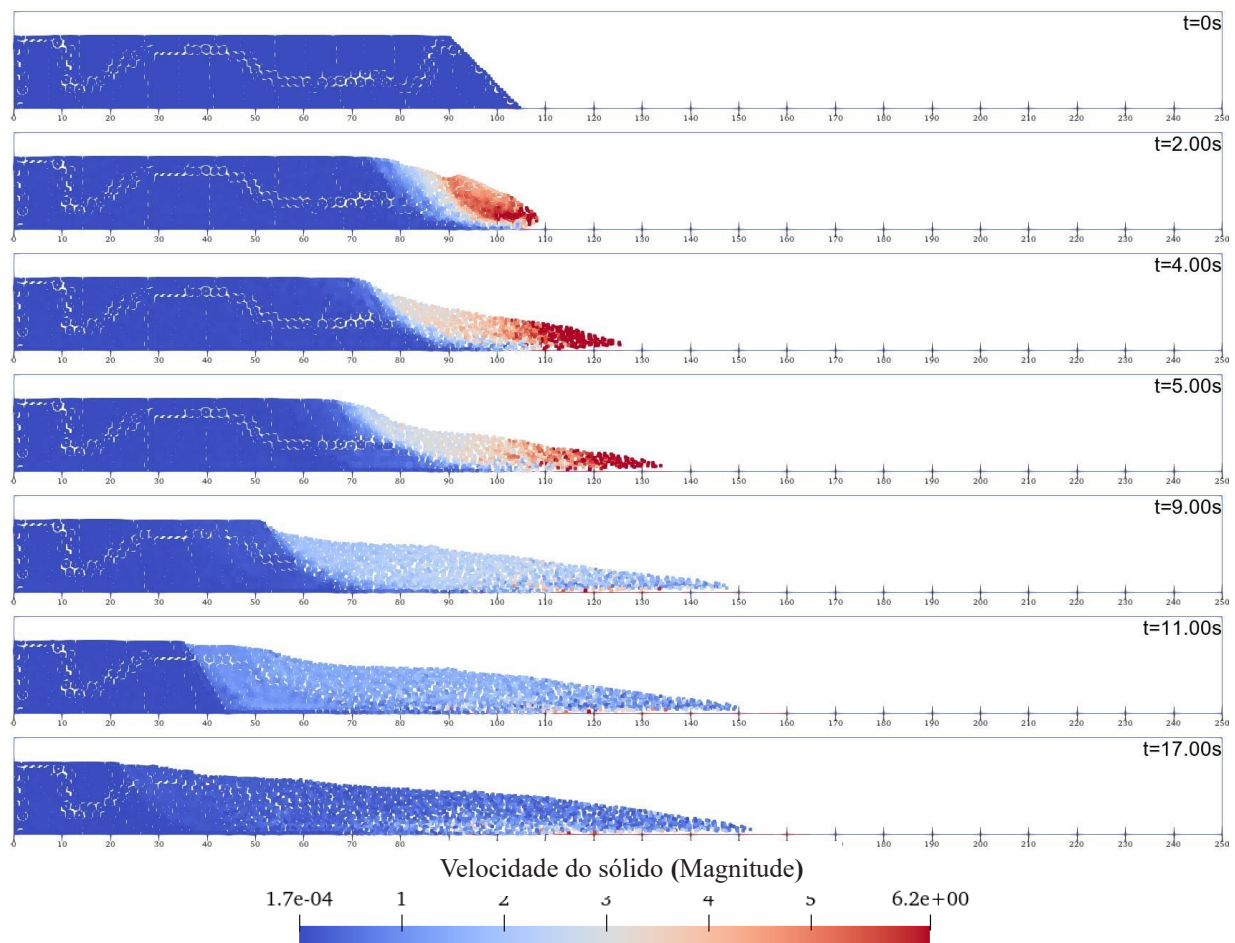 t=0s
0 10 20 30 40 50 60 70 80 90 100 110 120 130 140 150 160 170 180 190 200 210 220 230 240 250
t=2.00s
0 10 20 30 40 50 60 70 80 90 100 110 120 130 140 150 160 170 180 190 200 210 220 230 240 250
t=4.00s
0 10 20 30 40 50 60 70 80 90 100 110 120 130 140 150 160 170 180 190 200 210 220 230 240 250
t=5.00s
0 10 20 30 40 50 60 70 80 90 100 110 120 130 140 150 160 170 180 190 200 210 220 230 240 250
t=9.00s
0 10 20 30 40 50 60 70 80 90 100 110 120 130 140 150 160 170 180 190 200 210 220 230 240 250
t=11.00s
0 10 20 30 40 50 60 70 80 90 100 110 120 130 140 150 160 170 180 190 200 210 220 230 240 250
t=17.00s
0 10 20 30 40 50 60 70 80 90 100 110 120 130 140 150 160 170 180 190 200 210 220 230 240 250
Velocidade do sólido (Magnitude)
1.7e-04 1 2 3 4 5 6.2e+00